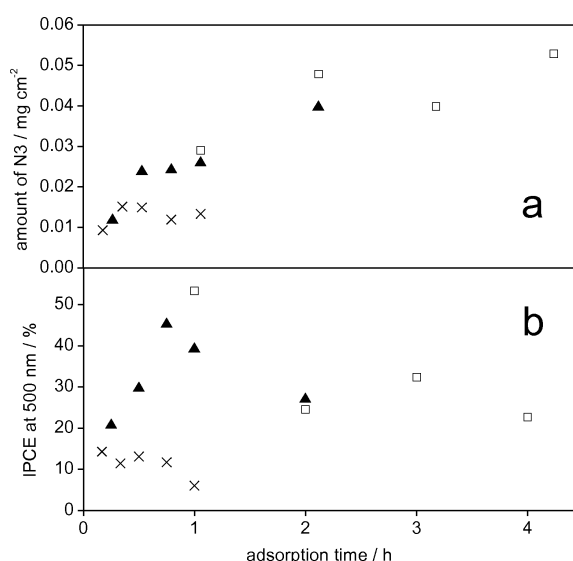 0.06
0.05
0.04
0.03
0.02
0.01
0.00
amount of N3 / mg cm⁻²
a
50
40
30
20
10
0
IPCE at 500 nm / %
b
0 1 2 3 4
adsorption time / h